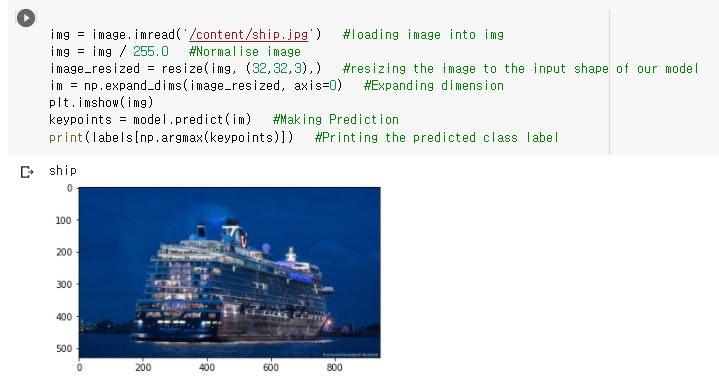 img = image.imread('/content/ship.jpg')   #loading image into img
img = img / 255.0   #Normalise image
image_resized = resize(img, (32,32,3),)   #resizing the image to the input shape of our model
im = np.expand_dims(image_resized, axis=0)   #Expanding dimension
plt.imshow(img)
keypoints = model.predict(im)   #Making Prediction
print(labels[np.argmax(keypoints)])   #Printing the predicted class label
ship
0
100
200
300
400
500
0 200 400 600 800